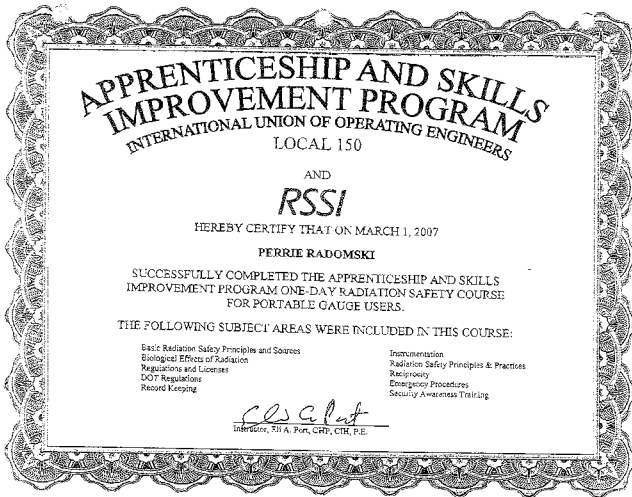 APPRENTICESHIP AND SKILLS
IMPROVEMENT PROGRAM
INTERNATIONAL UNION OF OPERATING ENGINEERS
LOCAL 150
AND
RSSI
HEREBY CERTIFY THAT ON MARCH 1, 2007
PERRIE RADOMSKI
SUCCESSFULLY COMPLETED THE APPRENTICESHIP AND SKILLS
IMPROVEMENT PROGRAM ONE-DAY RADIATION SAFETY COURSE
FOR PORTABLE GAUGE USERS.
THE FOLLOWING SUBJECT AREAS WERE INCLUDED IN THIS COURSE:
Basic Radiation Safety Principles and Sources
Biological Effects of Radiation
Regulations and Licenses
DOT Regulations
Record Keeping
Instrumentation
Radiation Safety Principles & Practices
Reciprocity
Emergency Procedures
Security Awareness Training
Instructor, Eli A. Port, CHP, CIH, P.E.